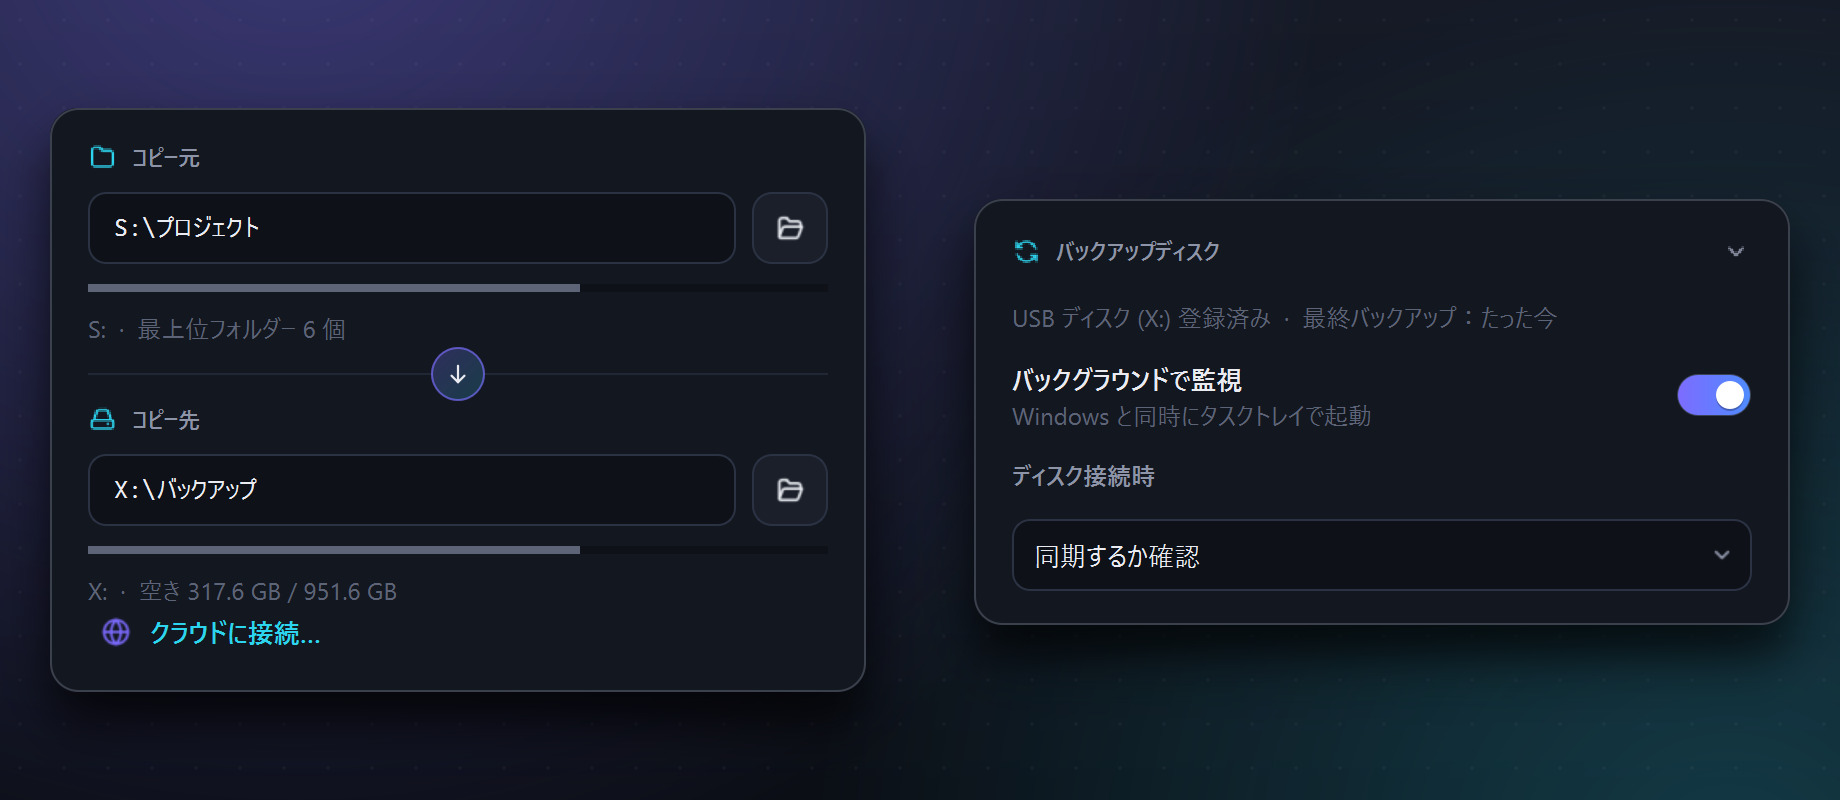 コピー元
S:\プロジェクト
S: · 最上位フォルダー 6 個
コピー先
X:\バックアップ
X: · 空き 317.6 GB / 951.6 GB
クラウドに接続...
バックアップディスク
USB ディスク (X:) 登録済み · 最終バックアップ：たった今
バックグラウンドで監視
Windows と同時にタスクトレイで起動
ディスク接続時
同期するか確認